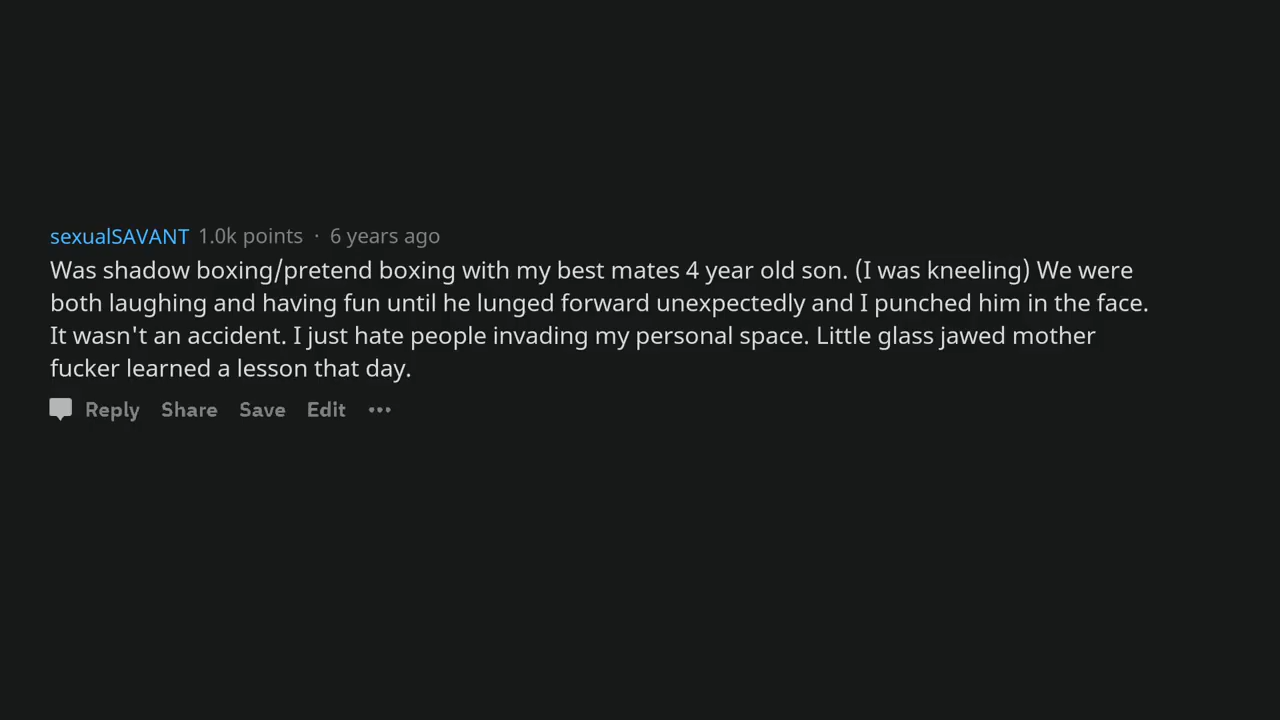 sexualSAVANT 1.0k points · 6 years ago
Was shadow boxing/pretend boxing with my best mates 4 year old son. (I was kneeling) We were
both laughing and having fun until he lunged forward unexpectedly and I punched him in the face.
It wasn't an accident. I just hate people invading my personal space. Little glass jawed mother
fucker learned a lesson that day.
Reply Share Save Edit ···